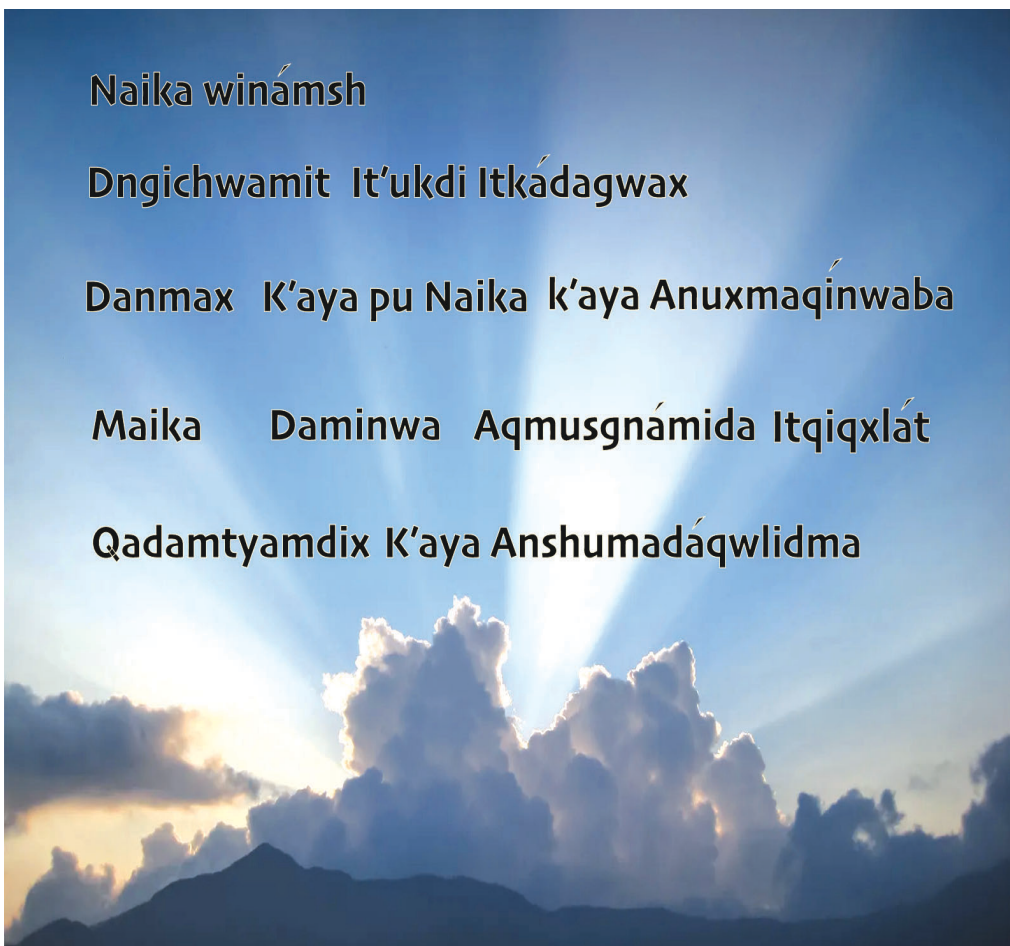 Naika winámsh
Dngichwamit It'ukdi Itkádagwax
Danmax K'aya pu Naika k'aya Anuxmaqínwaba
Maika Daminwa Aqmusgnámida Itqiqxlát
Qadamtyamdix K'aya Anshumadáqwlidma